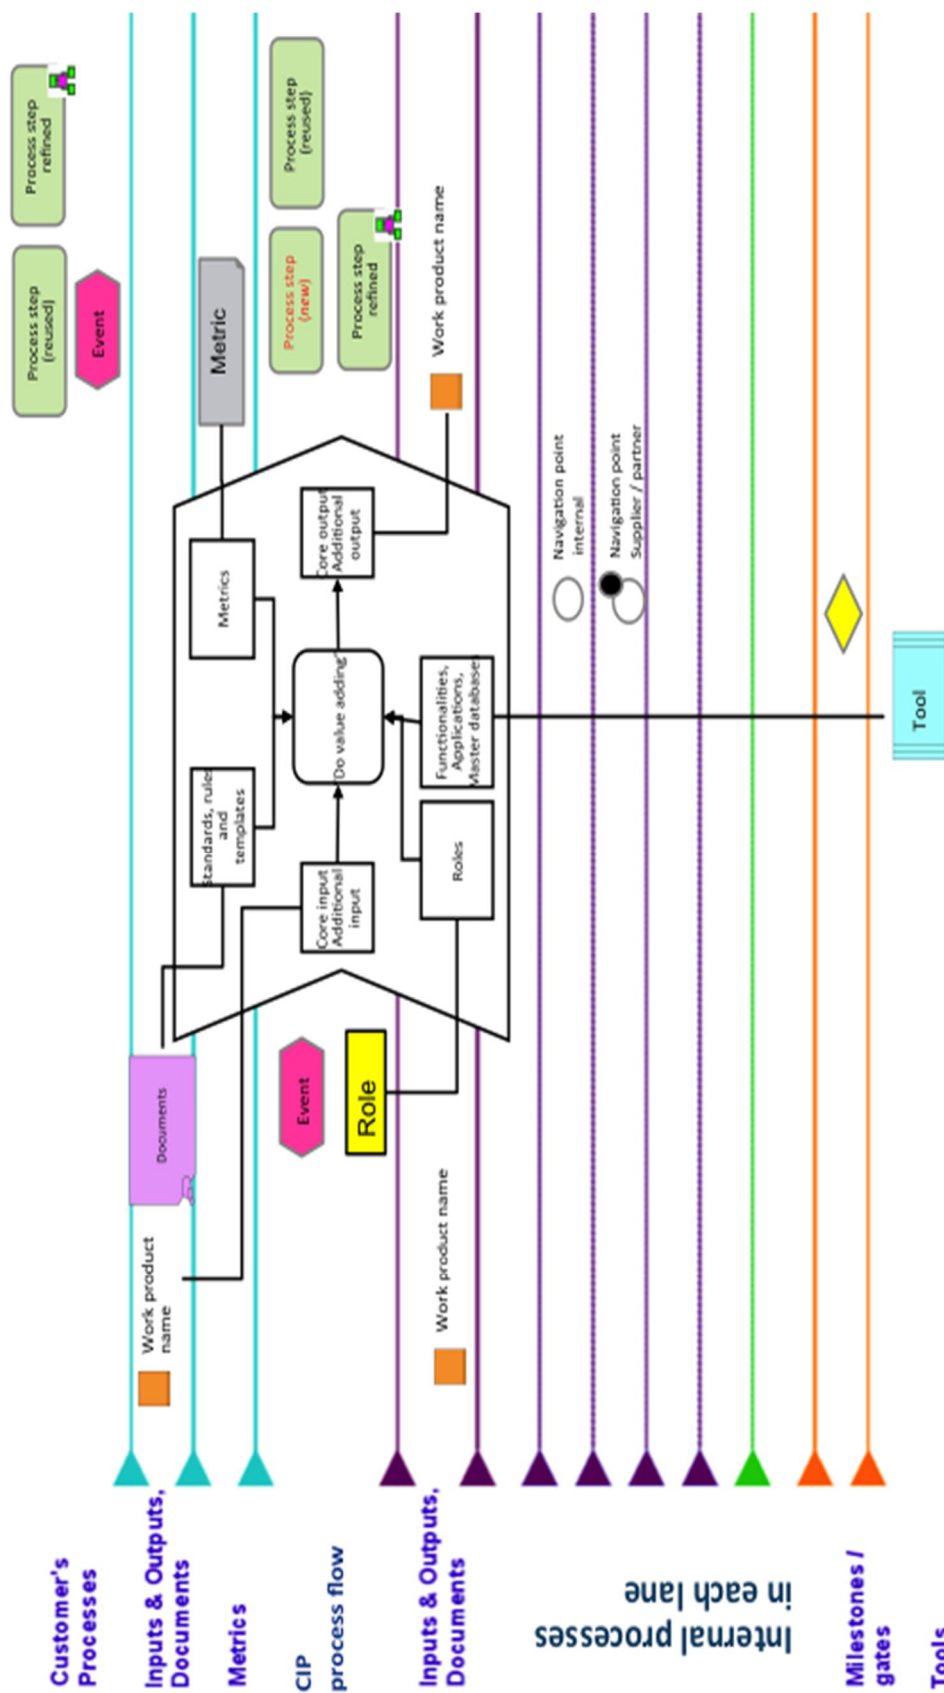 Customer's
Processes
Process step
(reused)
Process step
refined
Event
Inputs & Outputs,
Documents
Work product
name
Documents
Metrics
Metric
Standards, rules
and
templates
Metrics
CIP
process flow
Event
Role
Core input
Additional
input
"Do value adding"
Core output
Additional
output
Process step
(new)
Process step
(reused)
Process step
refined
Inputs & Outputs,
Documents
Work product name
Roles
Functionalities,
Applications,
Master databases
Work product name
Internal processes
in each lane
Navigation point
internal
Navigation point
Supplier / partner
Milestones /
gates
Tools
Tool